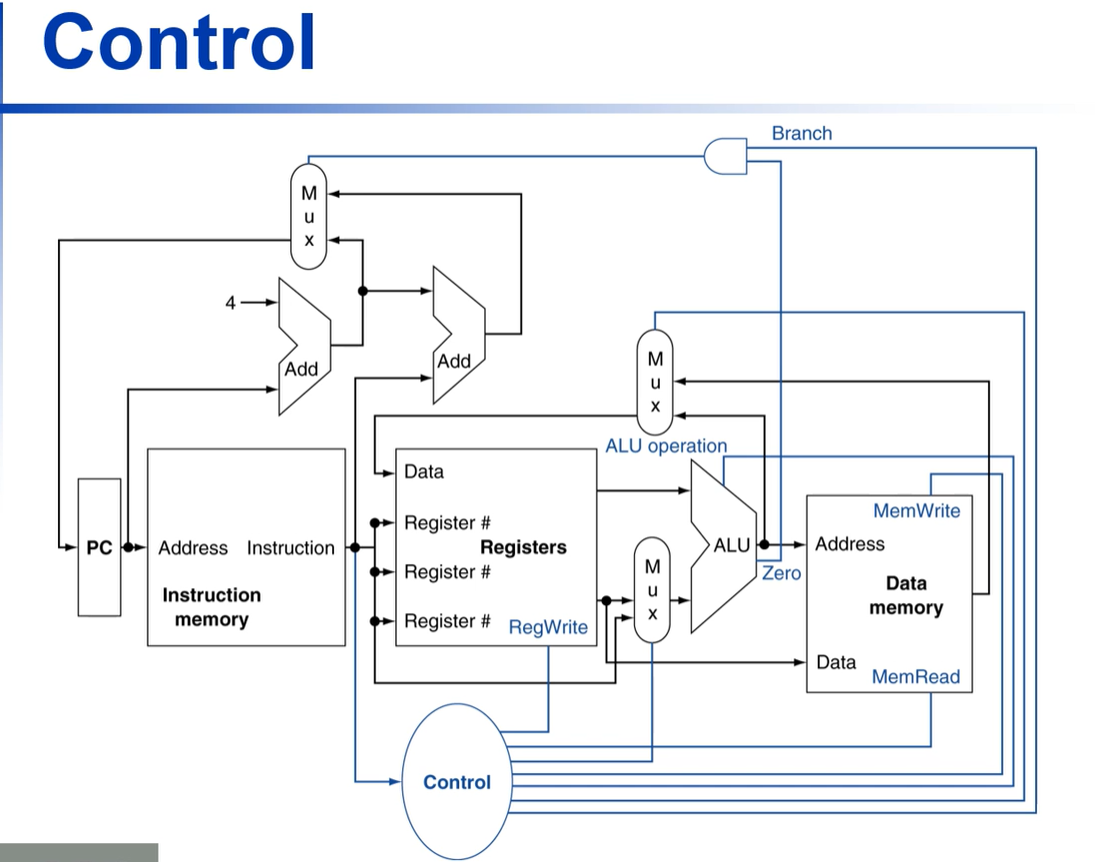 Control
Branch
M
u
x
4
Add
Add
M
u
x
ALU operation
Data
Register #
Registers
Register #
Register #
RegWrite
PC
Address Instruction
Instruction
memory
M
u
x
ALU
Zero
MemWrite
Address
Data
memory
Data
MemRead
Control